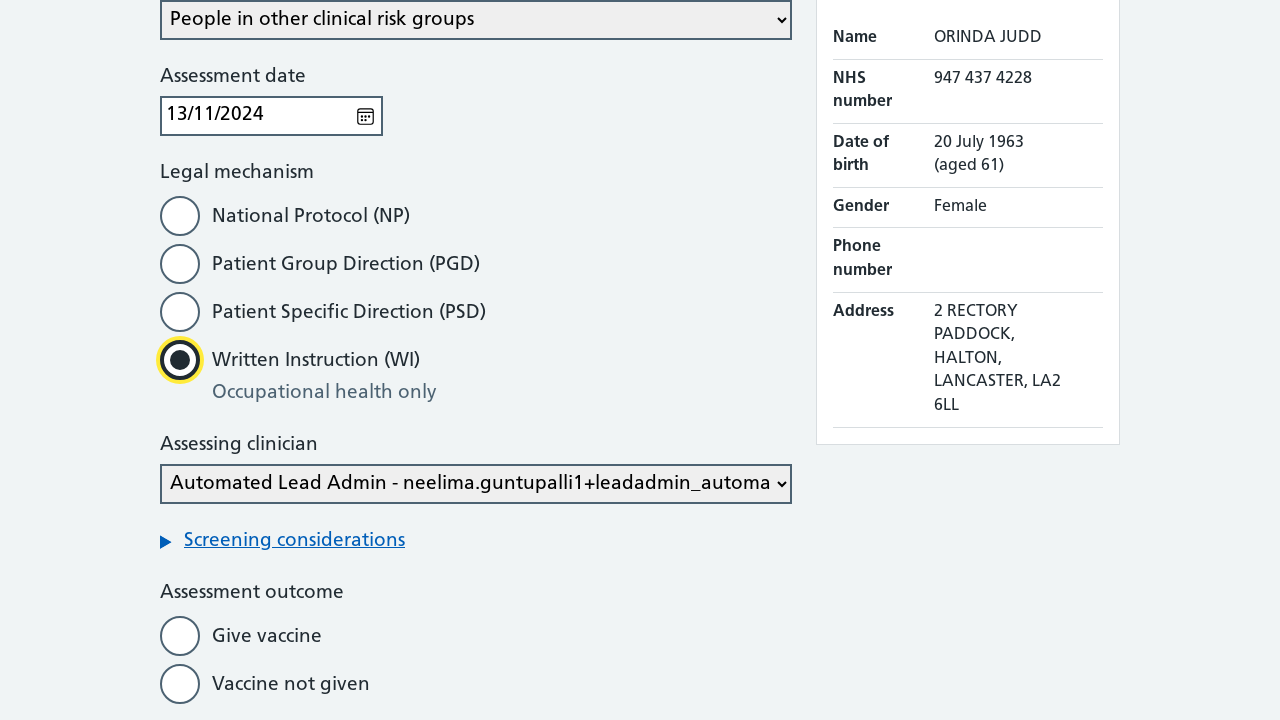 People in other clinical risk groups
Assessment date
13/11/2024
Legal mechanism
National Protocol (NP)
Patient Group Direction (PGD)
Patient Specific Direction (PSD)
Written Instruction (WI)
Occupational health only
Assessing clinician
Automated Lead Admin - neelima.guntupalli1+leadadmin_automa
Screening considerations
Assessment outcome
Give vaccine
Vaccine not given
Name ORINDA JUDD
NHS number 947 437 4228
Date of birth 20 July 1963
(aged 61)
Gender Female
Phone number
Address 2 RECTORY
PADDOCK,
HALTON,
LANCASTER, LA2
6LL